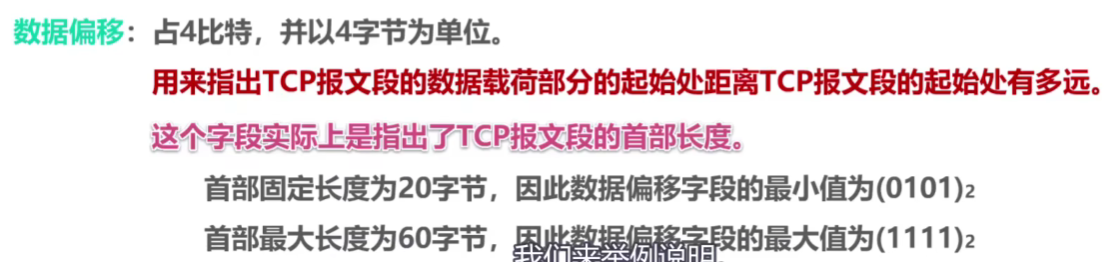 数据偏移：占4比特，并以4字节为单位。
用来指出TCP报文段的数据载荷部分的起始处距离TCP报文段的起始处有多远。
这个字段实际上是指出了TCP报文段的首部长度。
首部固定长度为20字节，因此数据偏移字段的最小值为(0101)₂
首部最大长度为60字节，因此数据偏移字段的最大值为(1111)₂
我们来举例说明